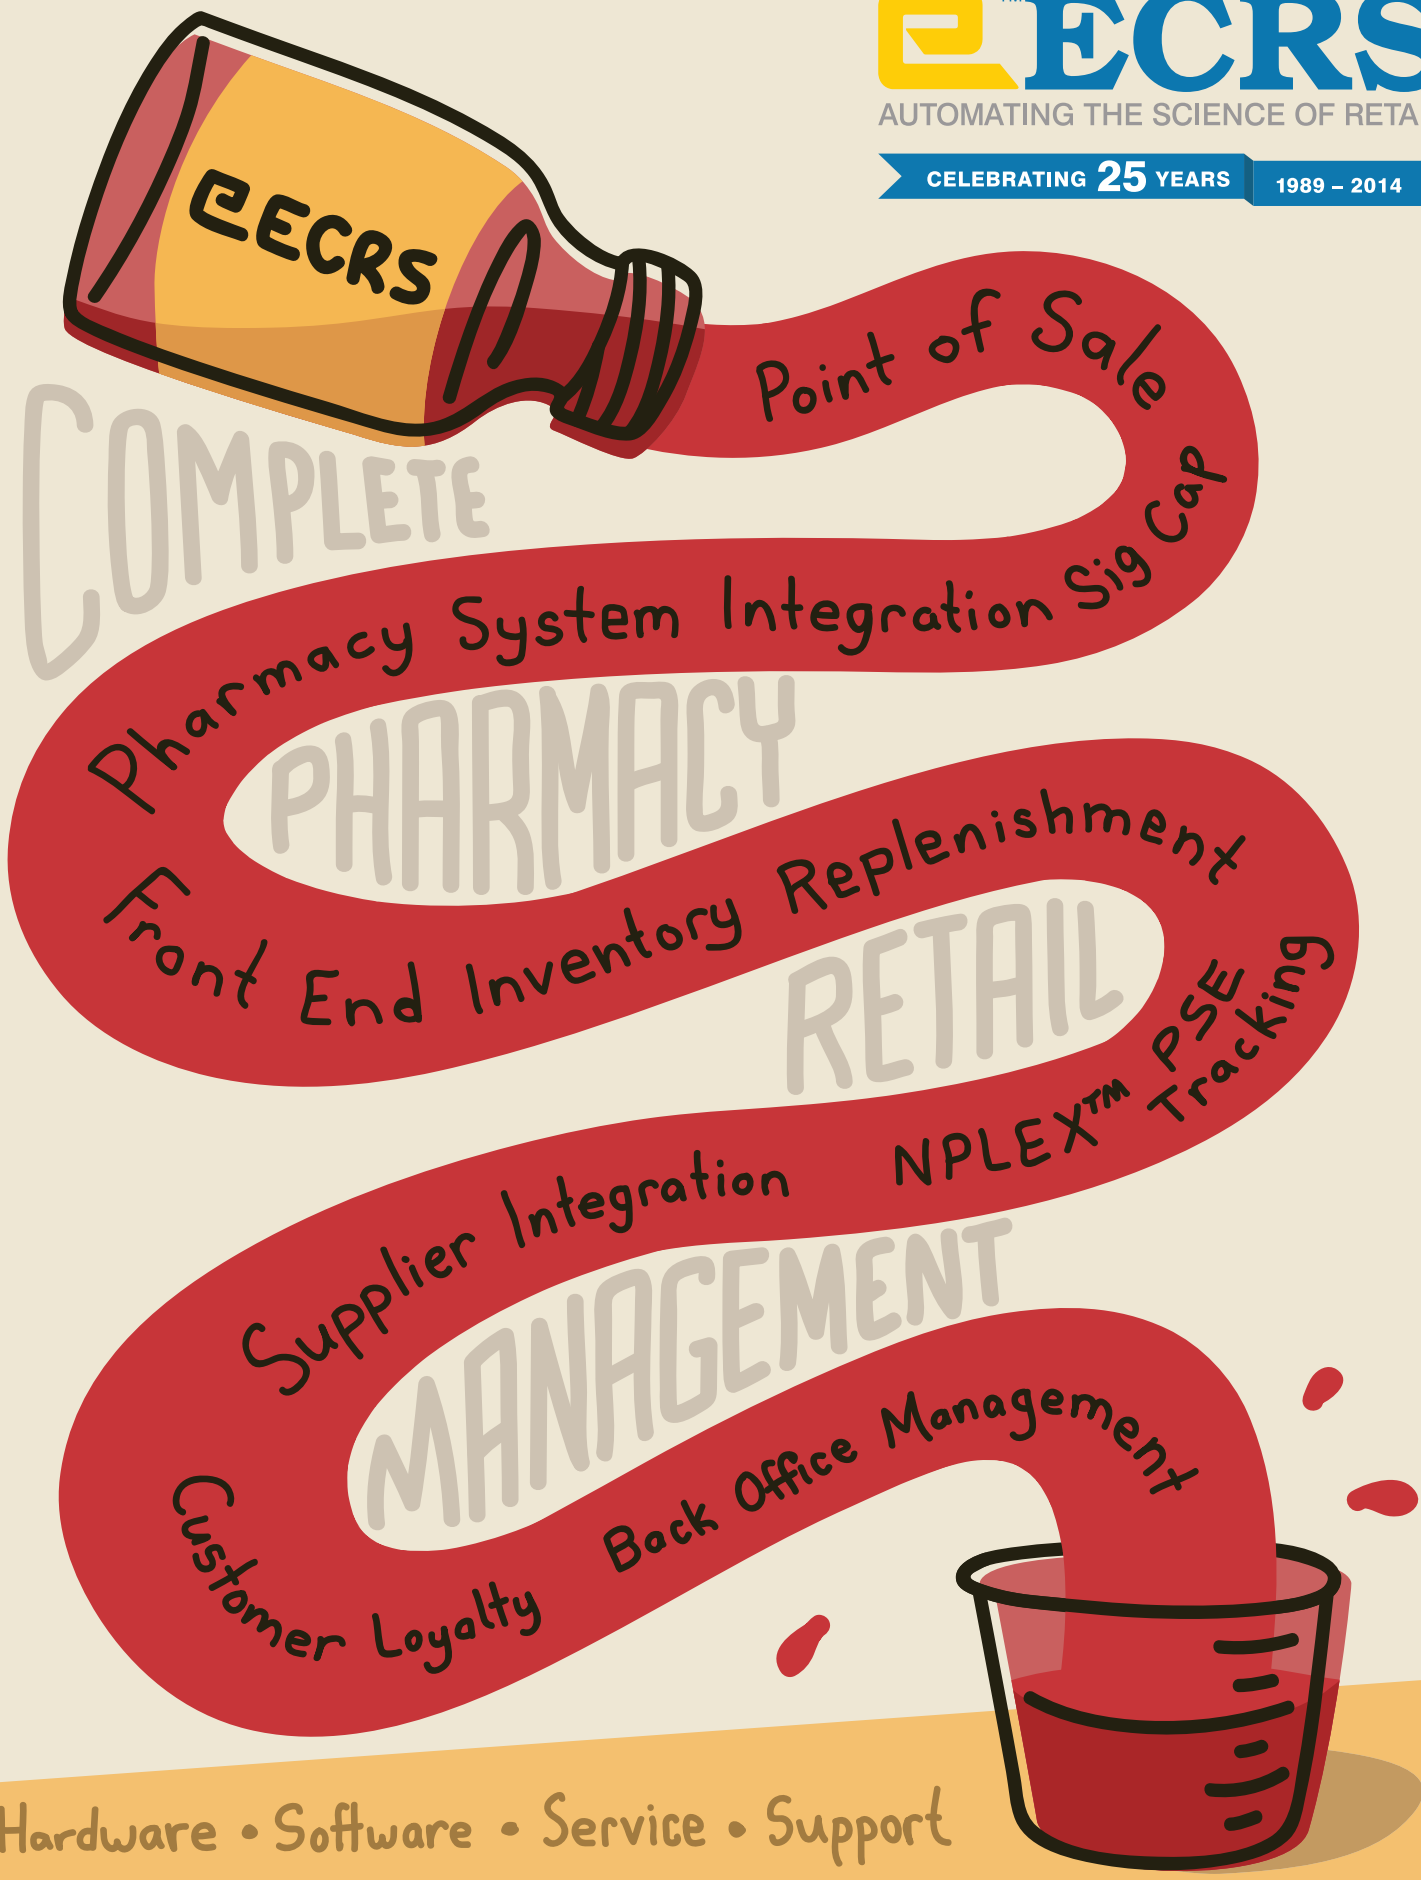 ECRS
AUTOMATING THE SCIENCE OF RETA
CELEBRATING 25 YEARS
1989 – 2014
eECRS
Point of Sale
Sig Cap
Pharmacy System Integration
Front End Inventory Replenishment
NPLEX™ PSE
Tracking
Supplier Integration
Customer Loyalty
Back Office Management
COMPLETE
PHARMACY
RETAIL
MANAGEMENT
Hardware • Software • Service • Support